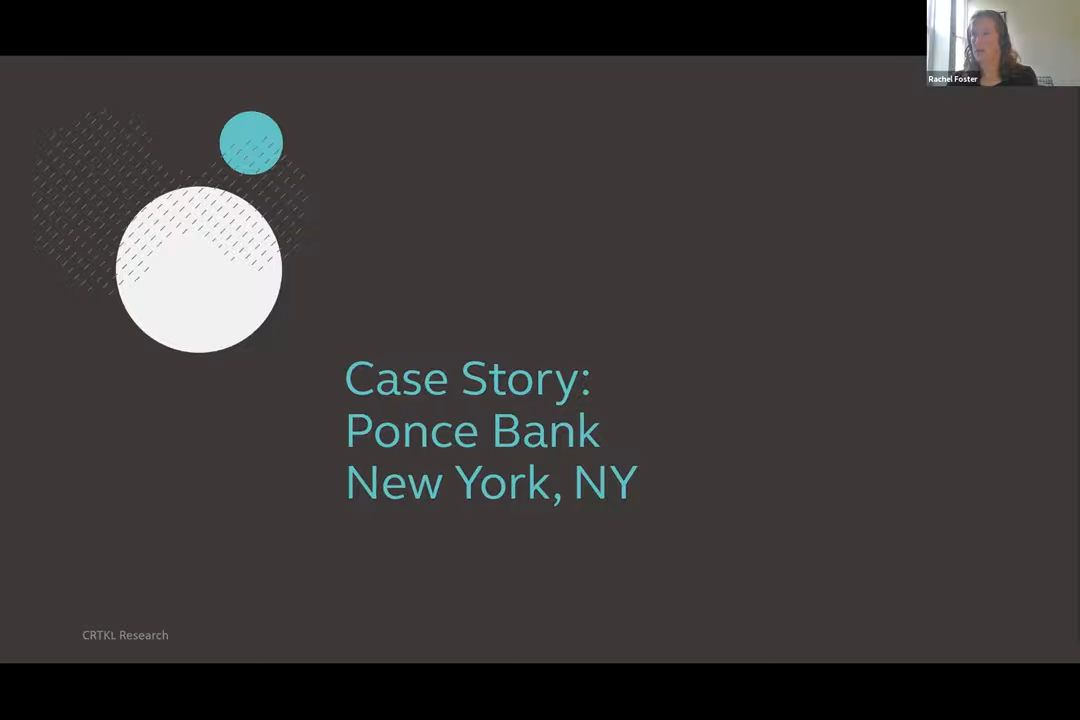 Rachel Foster
Case Story:
Ponce Bank
New York, NY
CRTKL Research